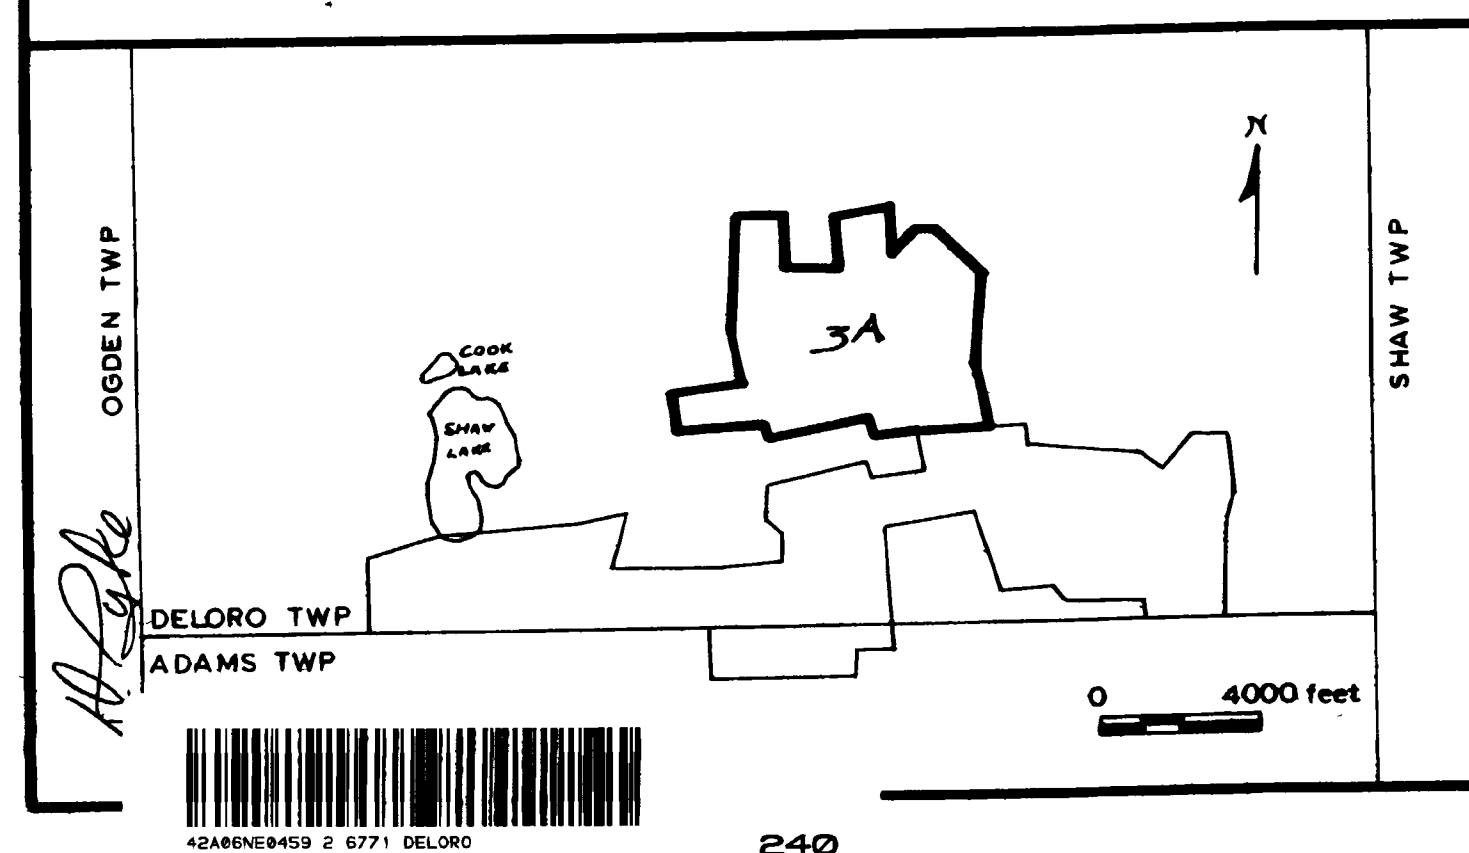 N
OGDEN TWP
SHAW TWP
3A
COOK
LAKE
SHAW
LAKE
H. Pyke
DELORO TWP
ADAMS TWP
0 4000 feet
42A06NE0459 2 6771 DELORO
240